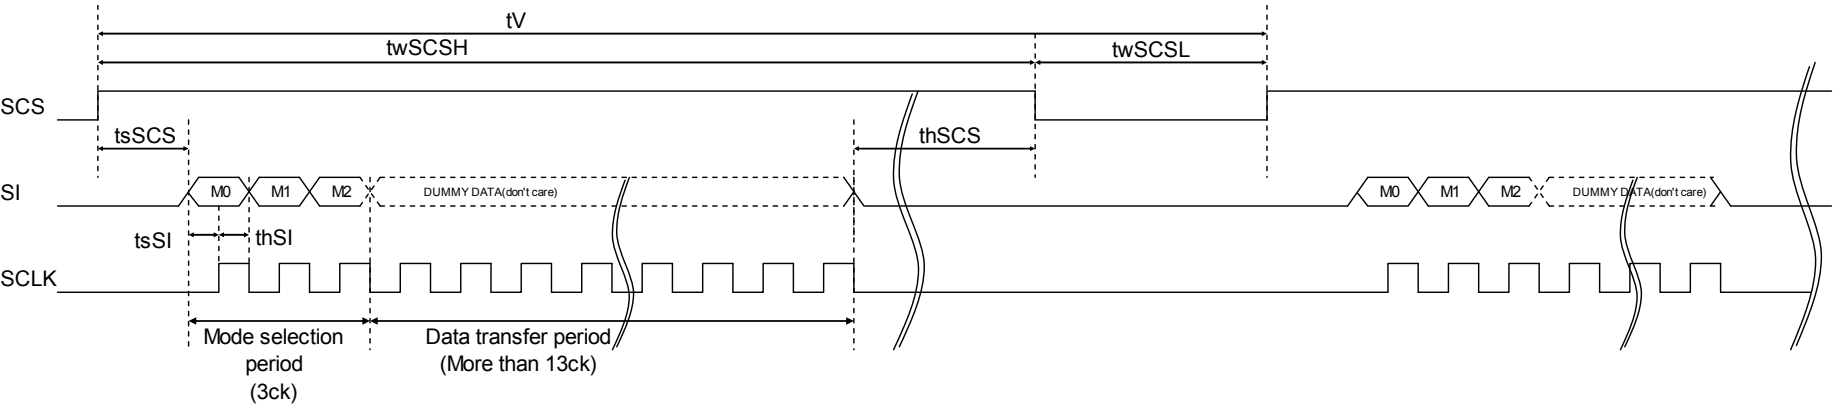 tV
twSCSH
twSCSL
SCS
tsSCS
thSCS
SI
M0
M1
M2
DUMMY DATA(don't care)
M0
M1
M2
DUMMY DATA(don't care)
tsSI
thSI
SCLK
Mode selection
period
(3ck)
Data transfer period
(More than 13ck)